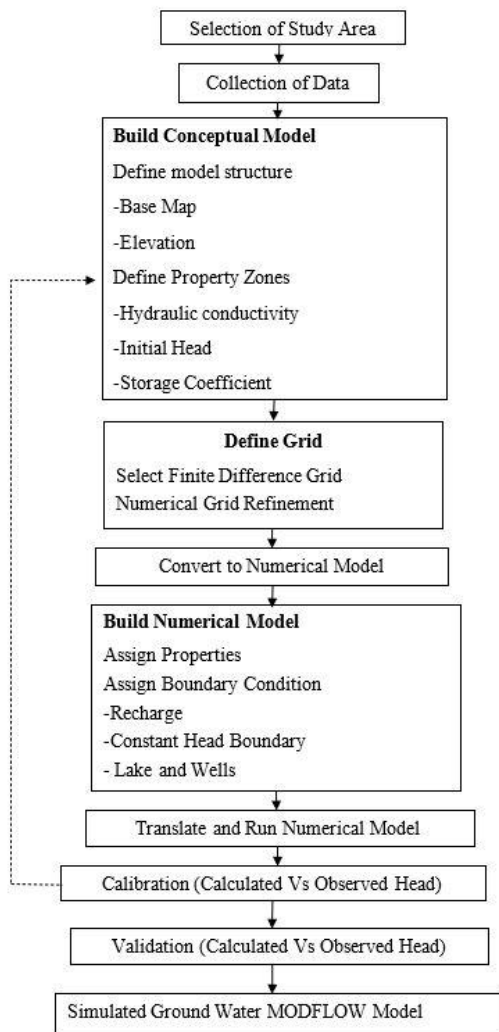 Selection of Study Area
Collection of Data
Build Conceptual Model
Define model structure
-Base Map
-Elevation
Define Property Zones
-Hydraulic conductivity
-Initial Head
-Storage Coefficient
Define Grid
Select Finite Difference Grid
Numerical Grid Refinement
Convert to Numerical Model
Build Numerical Model
Assign Properties
Assign Boundary Condition
-Recharge
-Constant Head Boundary
- Lake and Wells
Translate and Run Numerical Model
Calibration (Calculated Vs Observed Head)
Validation (Calculated Vs Observed Head)
Simulated Ground Water MODFLOW Model